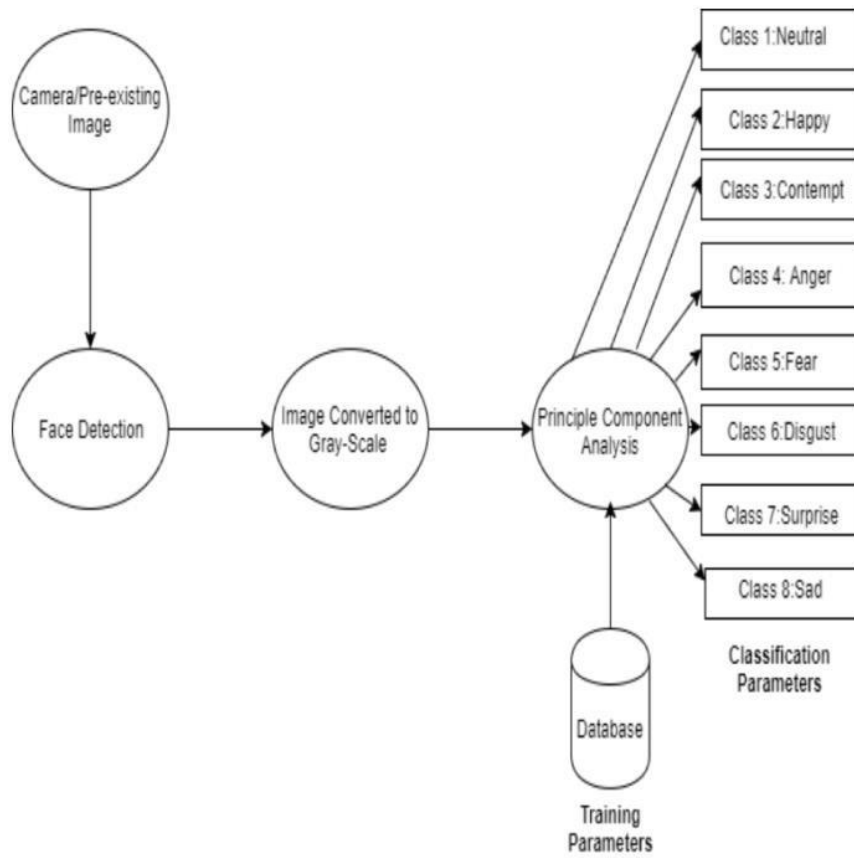 Camera/Pre-existing
Image
Face Detection
Image Converted to
Gray-Scale
Principle Component
Analysis
Class 1:Neutral
Class 2:Happy
Class 3:Contempt
Class 4: Anger
Class 5:Fear
Class 6:Disgust
Class 7:Surprise
Class 8:Sad
Classification
Parameters
Database
Training
Parameters